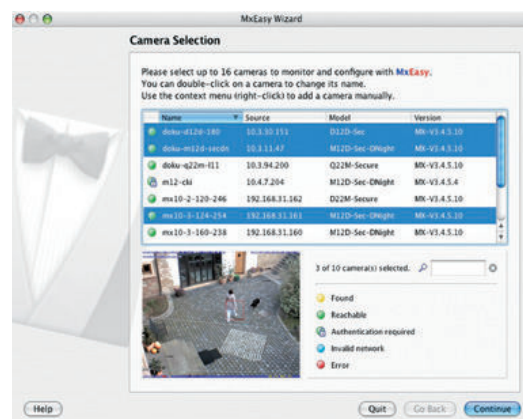 MxEasy Wizard
Camera Selection
Please select up to 16 cameras to monitor and configure with MxEasy.
You can double-click on a camera to change its name.
Use the context menu (right-click) to add a camera manually.
Name Source Model Version
doku-d12d-180 10.3.30.151 D12D-Sec MX-V3.4.5.10
doku-m12d-secdn 10.3.11.47 M12D-Sec-DNight MX-V3.4.5.10
doku-q22m-l11 10.3.94.200 Q22M-Secure MX-V3.4.5.10
m12-cki 10.4.7.204 M12D-Sec-DNight MX-V3.4.5.4
mx10-2-120-246 192.168.31.162 D22M-Secure MX-V3.4.5.10
mx10-3-124-254 192.168.31.161 M12D-Sec-DNight MX-V3.4.5.10
mx10-3-160-238 192.168.31.160 M12D-Sec-DNight MX-V3.4.5.10
3 of 10 camera(s) selected.
Found
Reachable
Authentication required
Invalid network
Error
Help Quit Go Back Continue